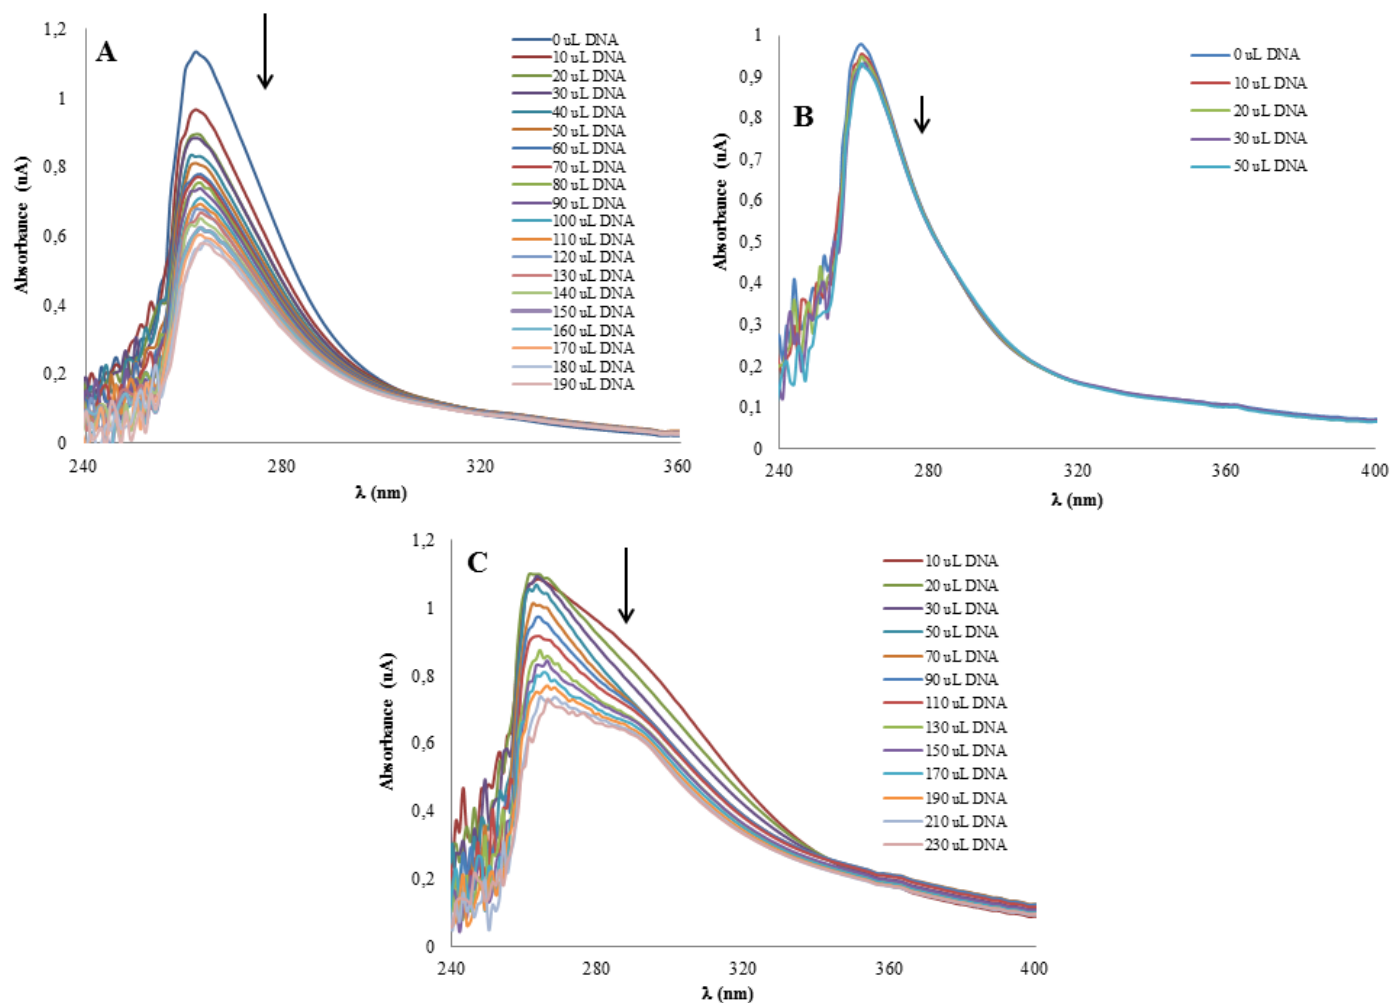 A
1,2
1
0,8
0,6
0,4
0,2
0
Absorbance (uA)
240
280
320
360
λ (nm)
0 uL DNA
10 uL DNA
20 uL DNA
30 uL DNA
40 uL DNA
50 uL DNA
60 uL DNA
70 uL DNA
80 uL DNA
90 uL DNA
100 uL DNA
110 uL DNA
120 uL DNA
130 uL DNA
140 uL DNA
150 uL DNA
160 uL DNA
170 uL DNA
180 uL DNA
190 uL DNA
B
1
0,9
0,8
0,7
0,6
0,5
0,4
0,3
0,2
0,1
0
Absorbance (uA)
240
280
320
360
400
λ (nm)
0 uL DNA
10 uL DNA
20 uL DNA
30 uL DNA
50 uL DNA
C
1,2
1
0,8
0,6
0,4
0,2
0
Absorbance (uA)
240
280
320
360
400
λ (nm)
10 uL DNA
20 uL DNA
30 uL DNA
50 uL DNA
70 uL DNA
90 uL DNA
110 uL DNA
130 uL DNA
150 uL DNA
170 uL DNA
190 uL DNA
210 uL DNA
230 uL DNA